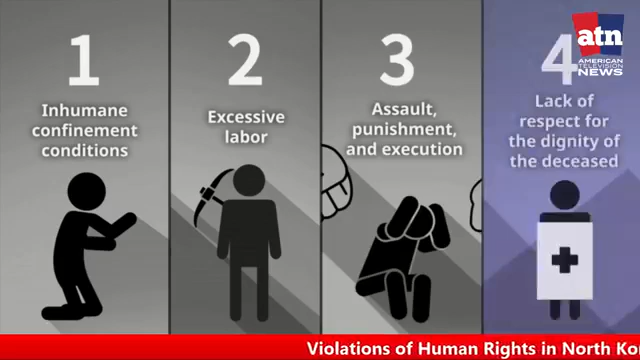 1
Inhumane
confinement
conditions
2
Excessive
labor
3
Assault,
punishment,
and execution
4
Lack of
respect for
the dignity of
the deceased
atn
AMERICAN
TELEVISION
NEWS
Violations of Human Rights in North Ko